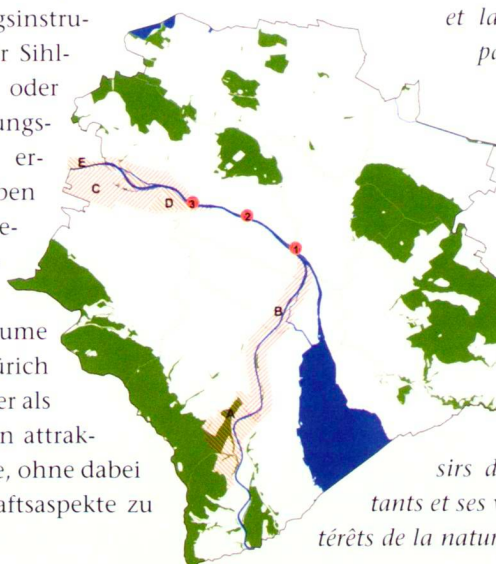 gsinstru-
r Sihl-
oder
ungs-
er-
ben
e-
ume
ürich
er als
n attrak-
e, ohne dabei
aftsaspekte zu
E
C
D
3
2
1
B
A
et la
pa
sirs d
tants et ses v
térêts de la natur